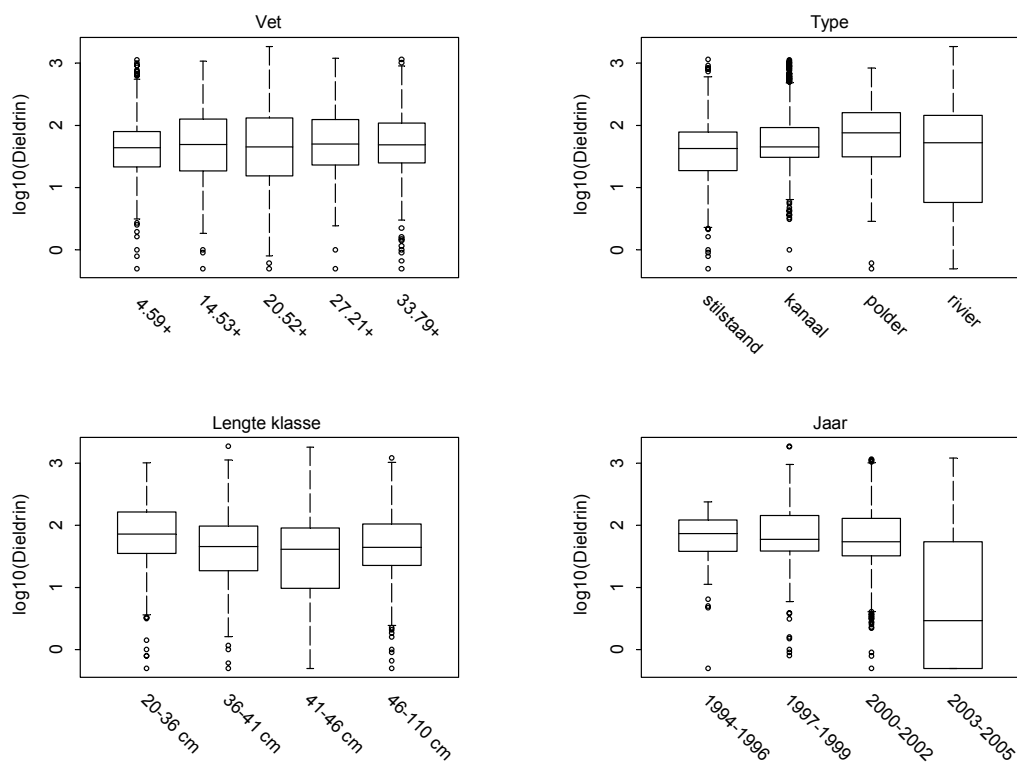 Vet
log10(Dieldrin)
3
2
1
0
4.59+
14.53+
20.52+
27.21+
33.79+
Type
log10(Dieldrin)
3
2
1
0
stilstaand
kanaal
polder
rivier
Lengte klasse
log10(Dieldrin)
3
2
1
0
20-36 cm
36-41 cm
41-46 cm
46-110 cm
Jaar
log10(Dieldrin)
3
2
1
0
1994-1996
1997-1999
2000-2002
2003-2005